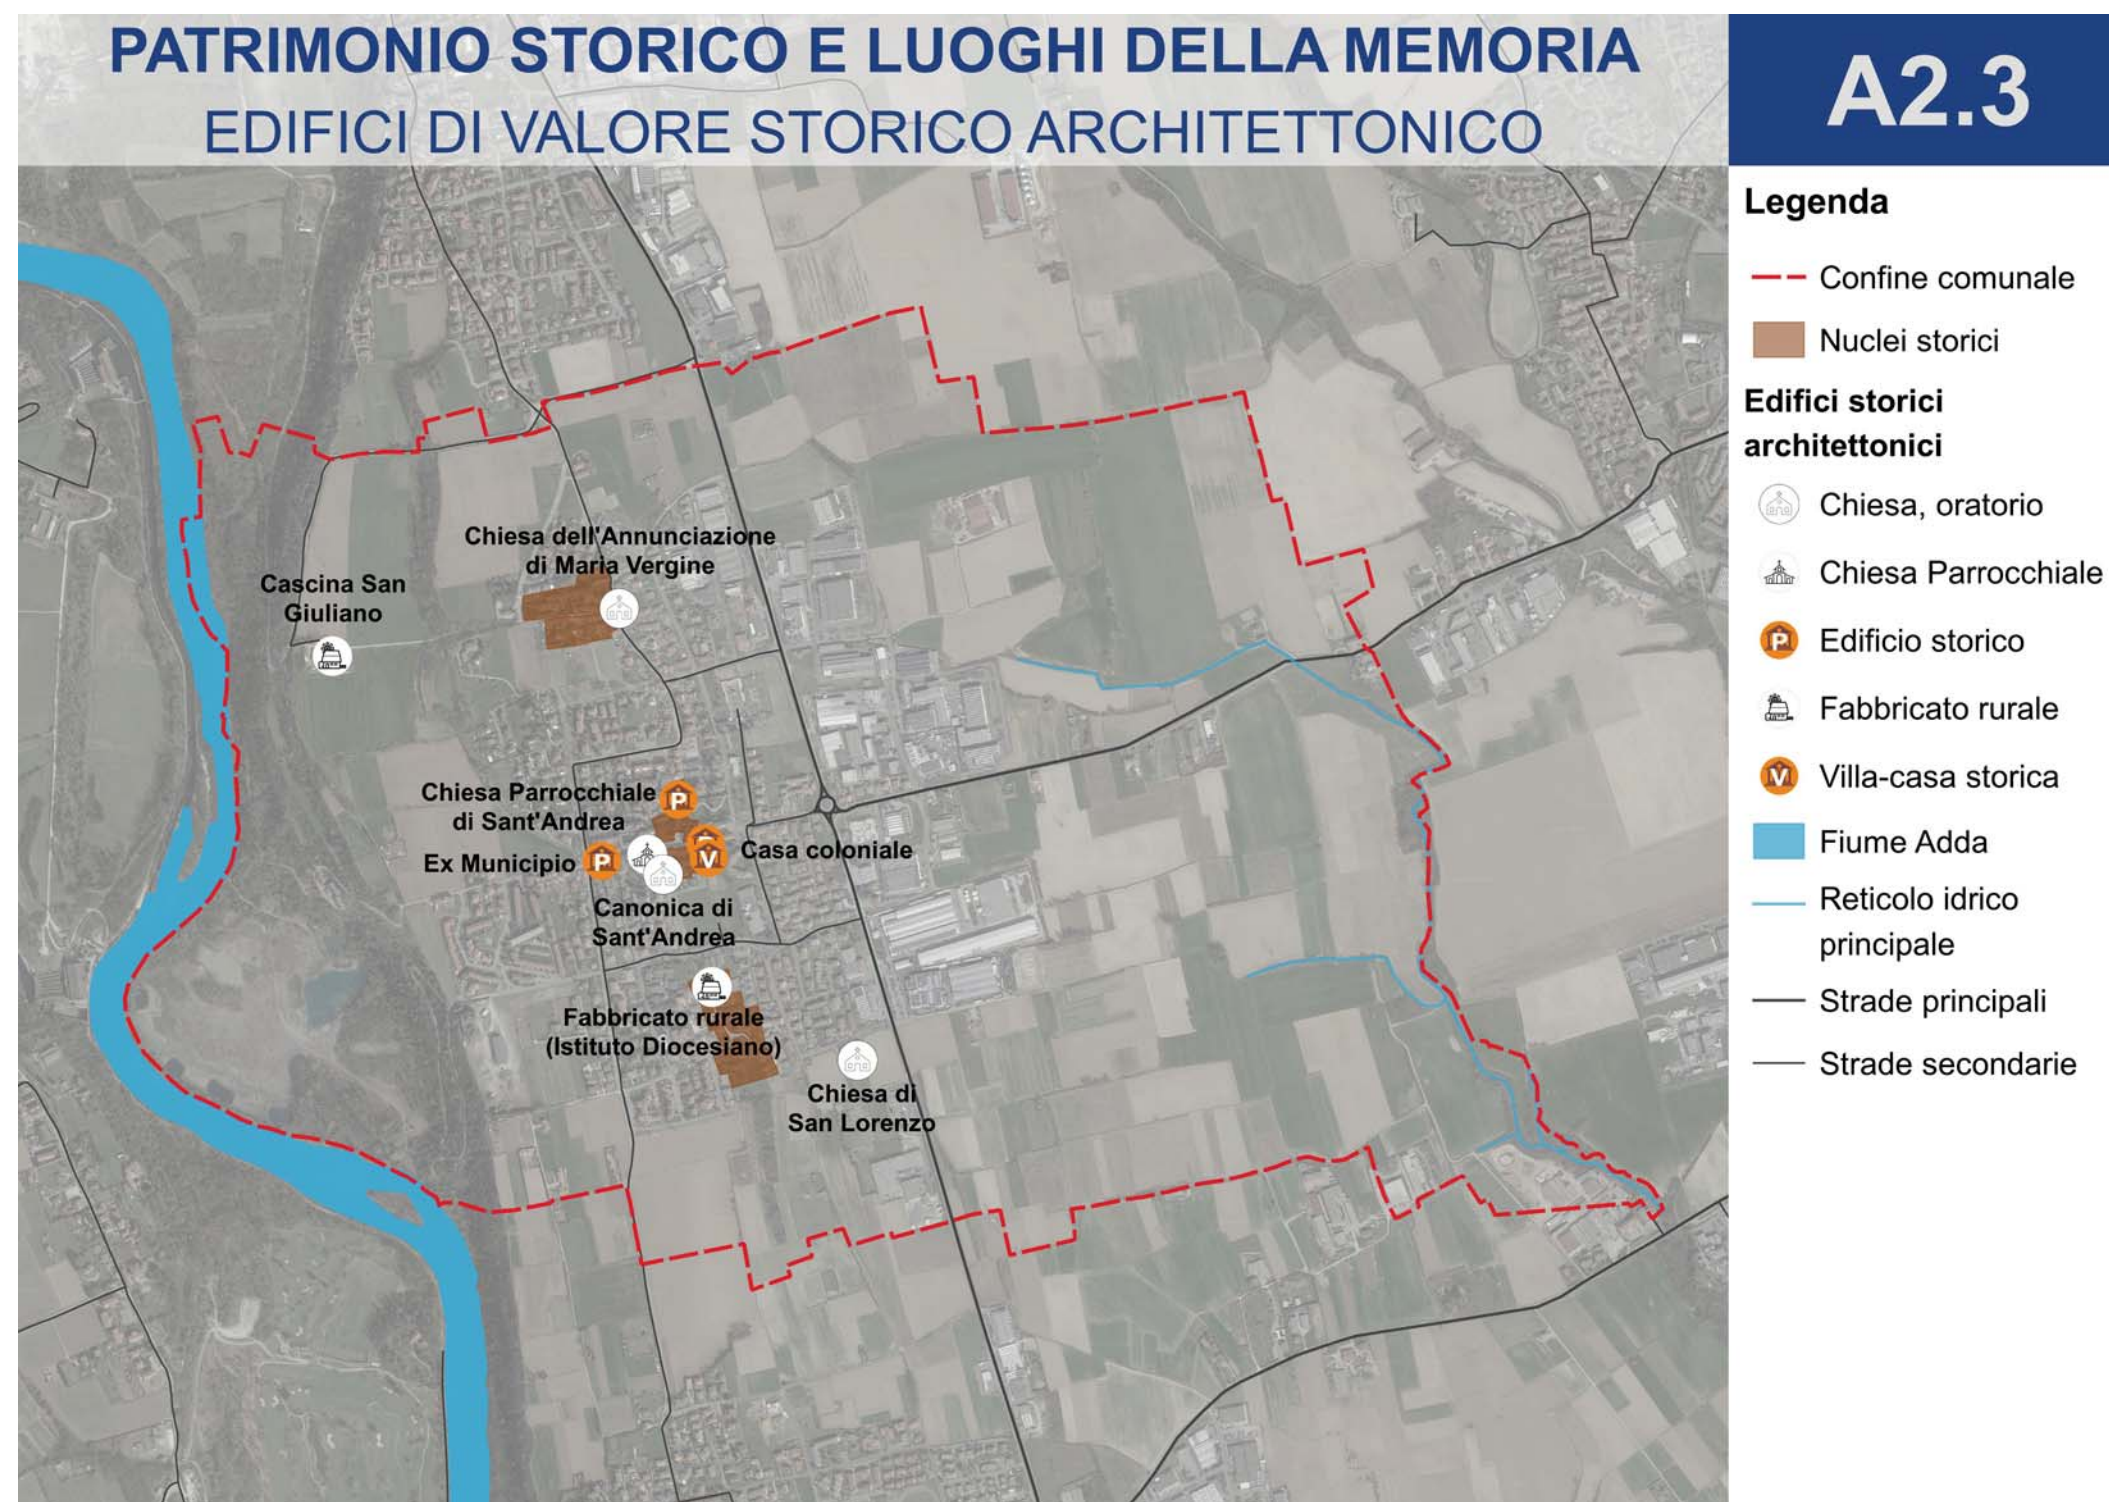 PATRIMONIO STORICO E LUOGHI DELLA MEMORIA
EDIFICI DI VALORE STORICO ARCHITETTONICO
A2.3
Legenda
Confine comunale
Nuclei storici
Edifici storici
architettonici
Chiesa, oratorio
Chiesa Parrocchiale
P
Edificio storico
Fabbricato rurale
V
Villa-casa storica
Fiume Adda
Reticolo idrico
principale
Strade principali
Strade secondarie
Chiesa dell'Annunciazione
di Maria Vergine
Cascina San
Giuliano
Chiesa Parrocchiale
di Sant'Andrea
P
Ex Municipio
P
V
Casa coloniale
Canonica di
Sant'Andrea
Fabbricato rurale
(Istituto Diocesiano)
Chiesa di
San Lorenzo